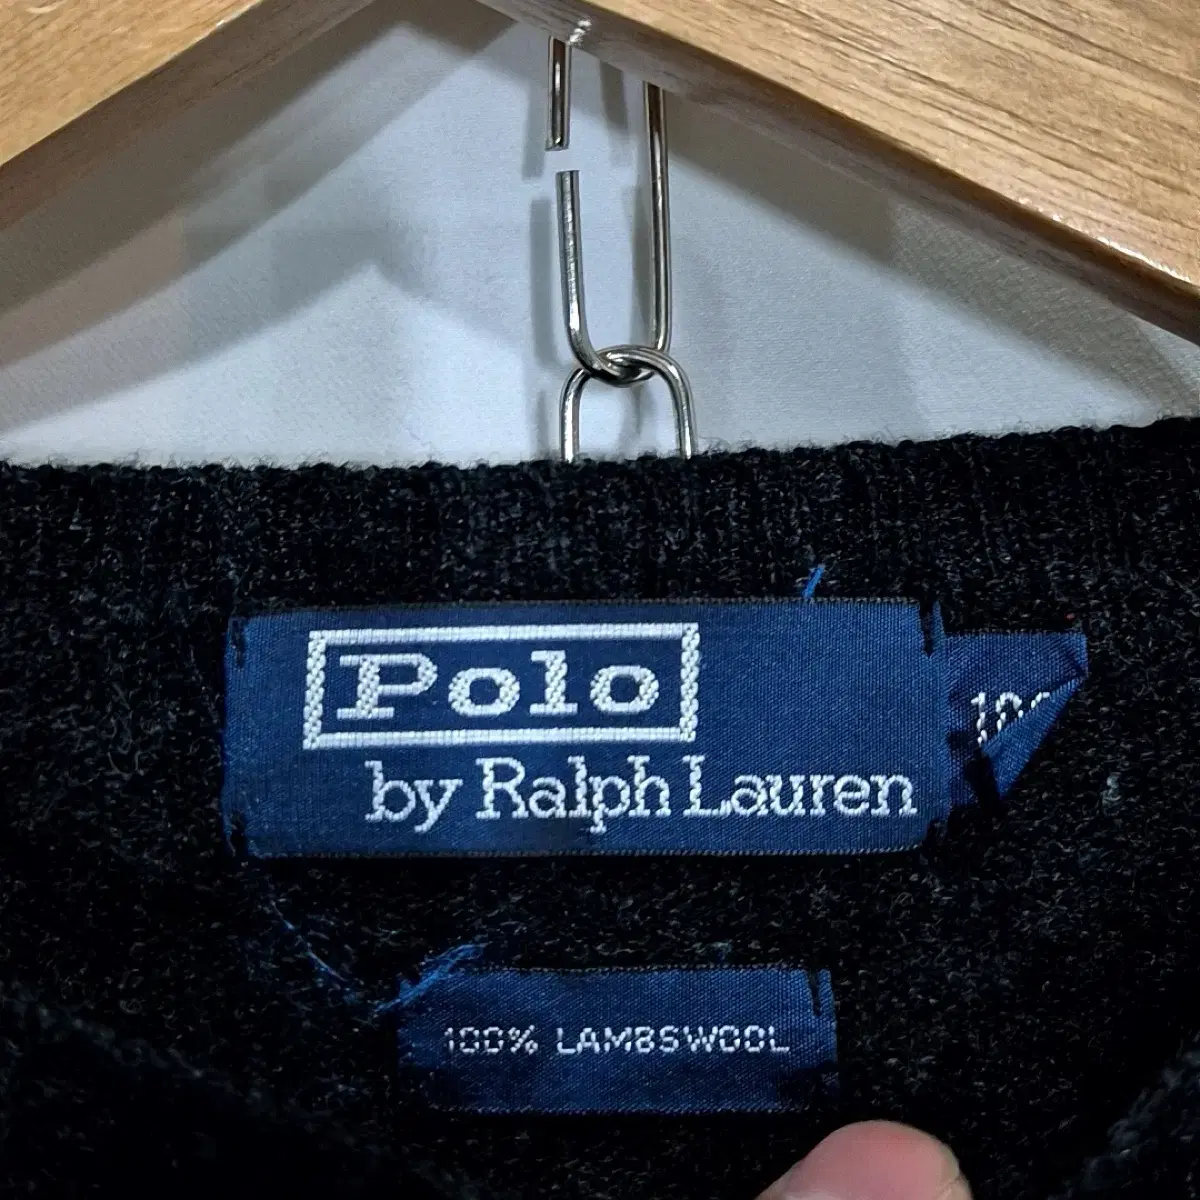 Polo
by Ralph Lauren
100% LAMBSWOOL